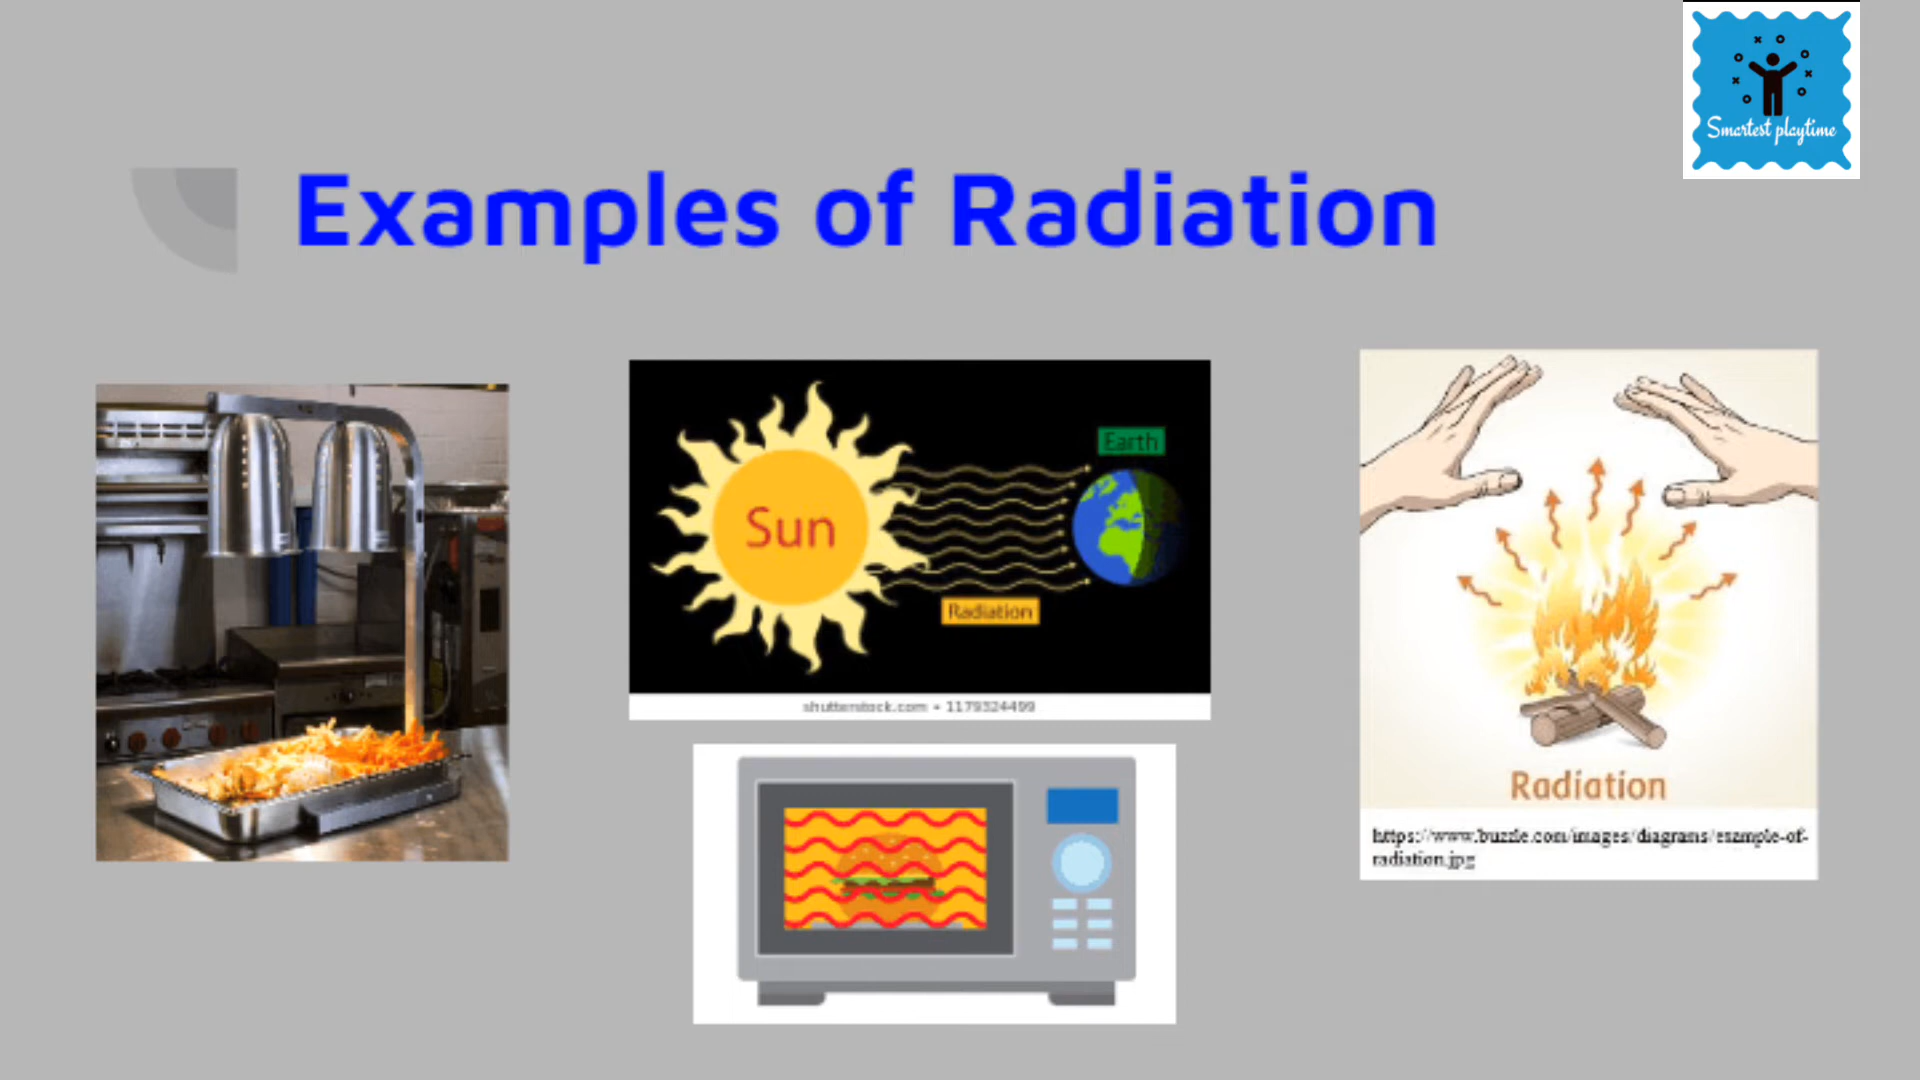 Smartest playtime
Examples of Radiation
Sun
Earth
Radiation
shutterstock.com • 1179324499
Radiation
https://www.buzzle.com/images/diagrams/example-of-
radiation.jpg